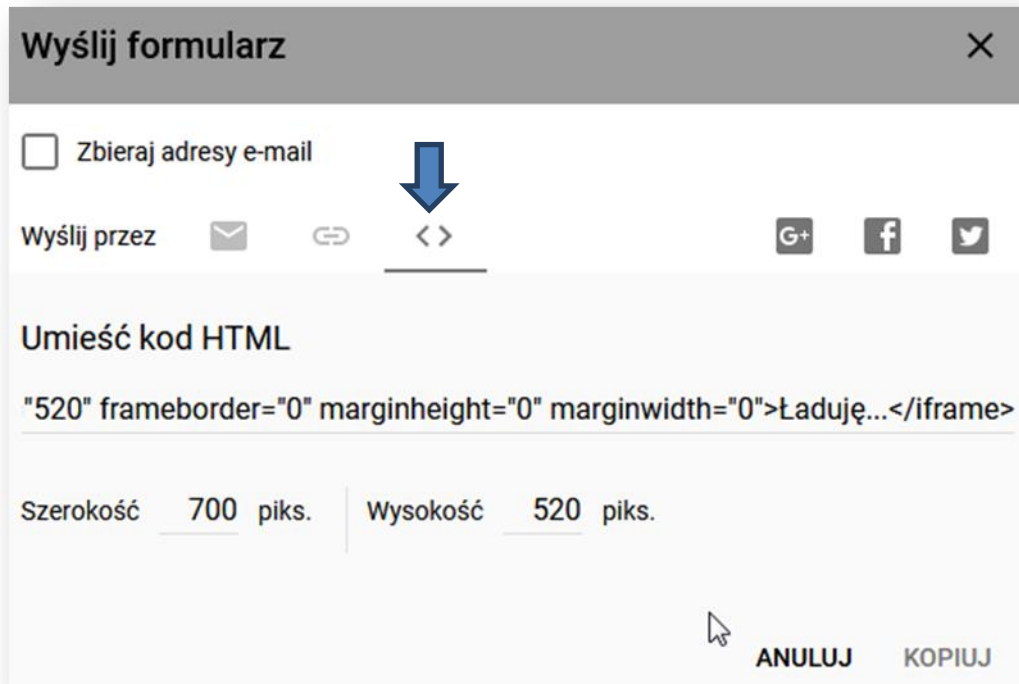 Wyślij formularz
Zbieraj adresy e-mail
Wyślij przez
G+
Umieść kod HTML
"520" frameborder="0" marginheight="0" marginwidth="0">Ładuję...</iframe>
Szerokość 700 piks. Wysokość 520 piks.
ANULUJ KOPIUJ